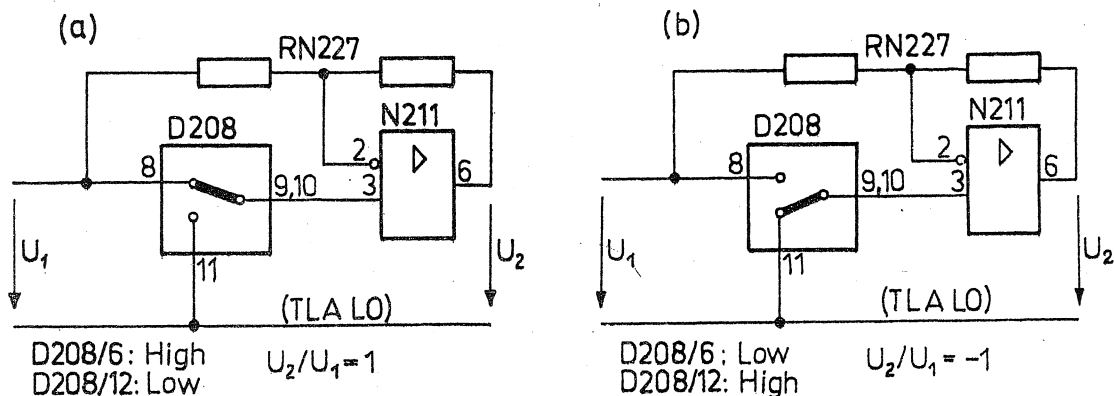 (a)
RN227
N211
D208
2
8
9,10
3
6
U₁
11
U₂
(TLA LO)
D208/6: High
D208/12: Low
U₂/U₁ = 1
(b)
RN227
N211
D208
2
8
9,10
3
6
U₁
11
U₂
(TLA LO)
D208/6: Low
D208/12: High
U₂/U₁ = -1